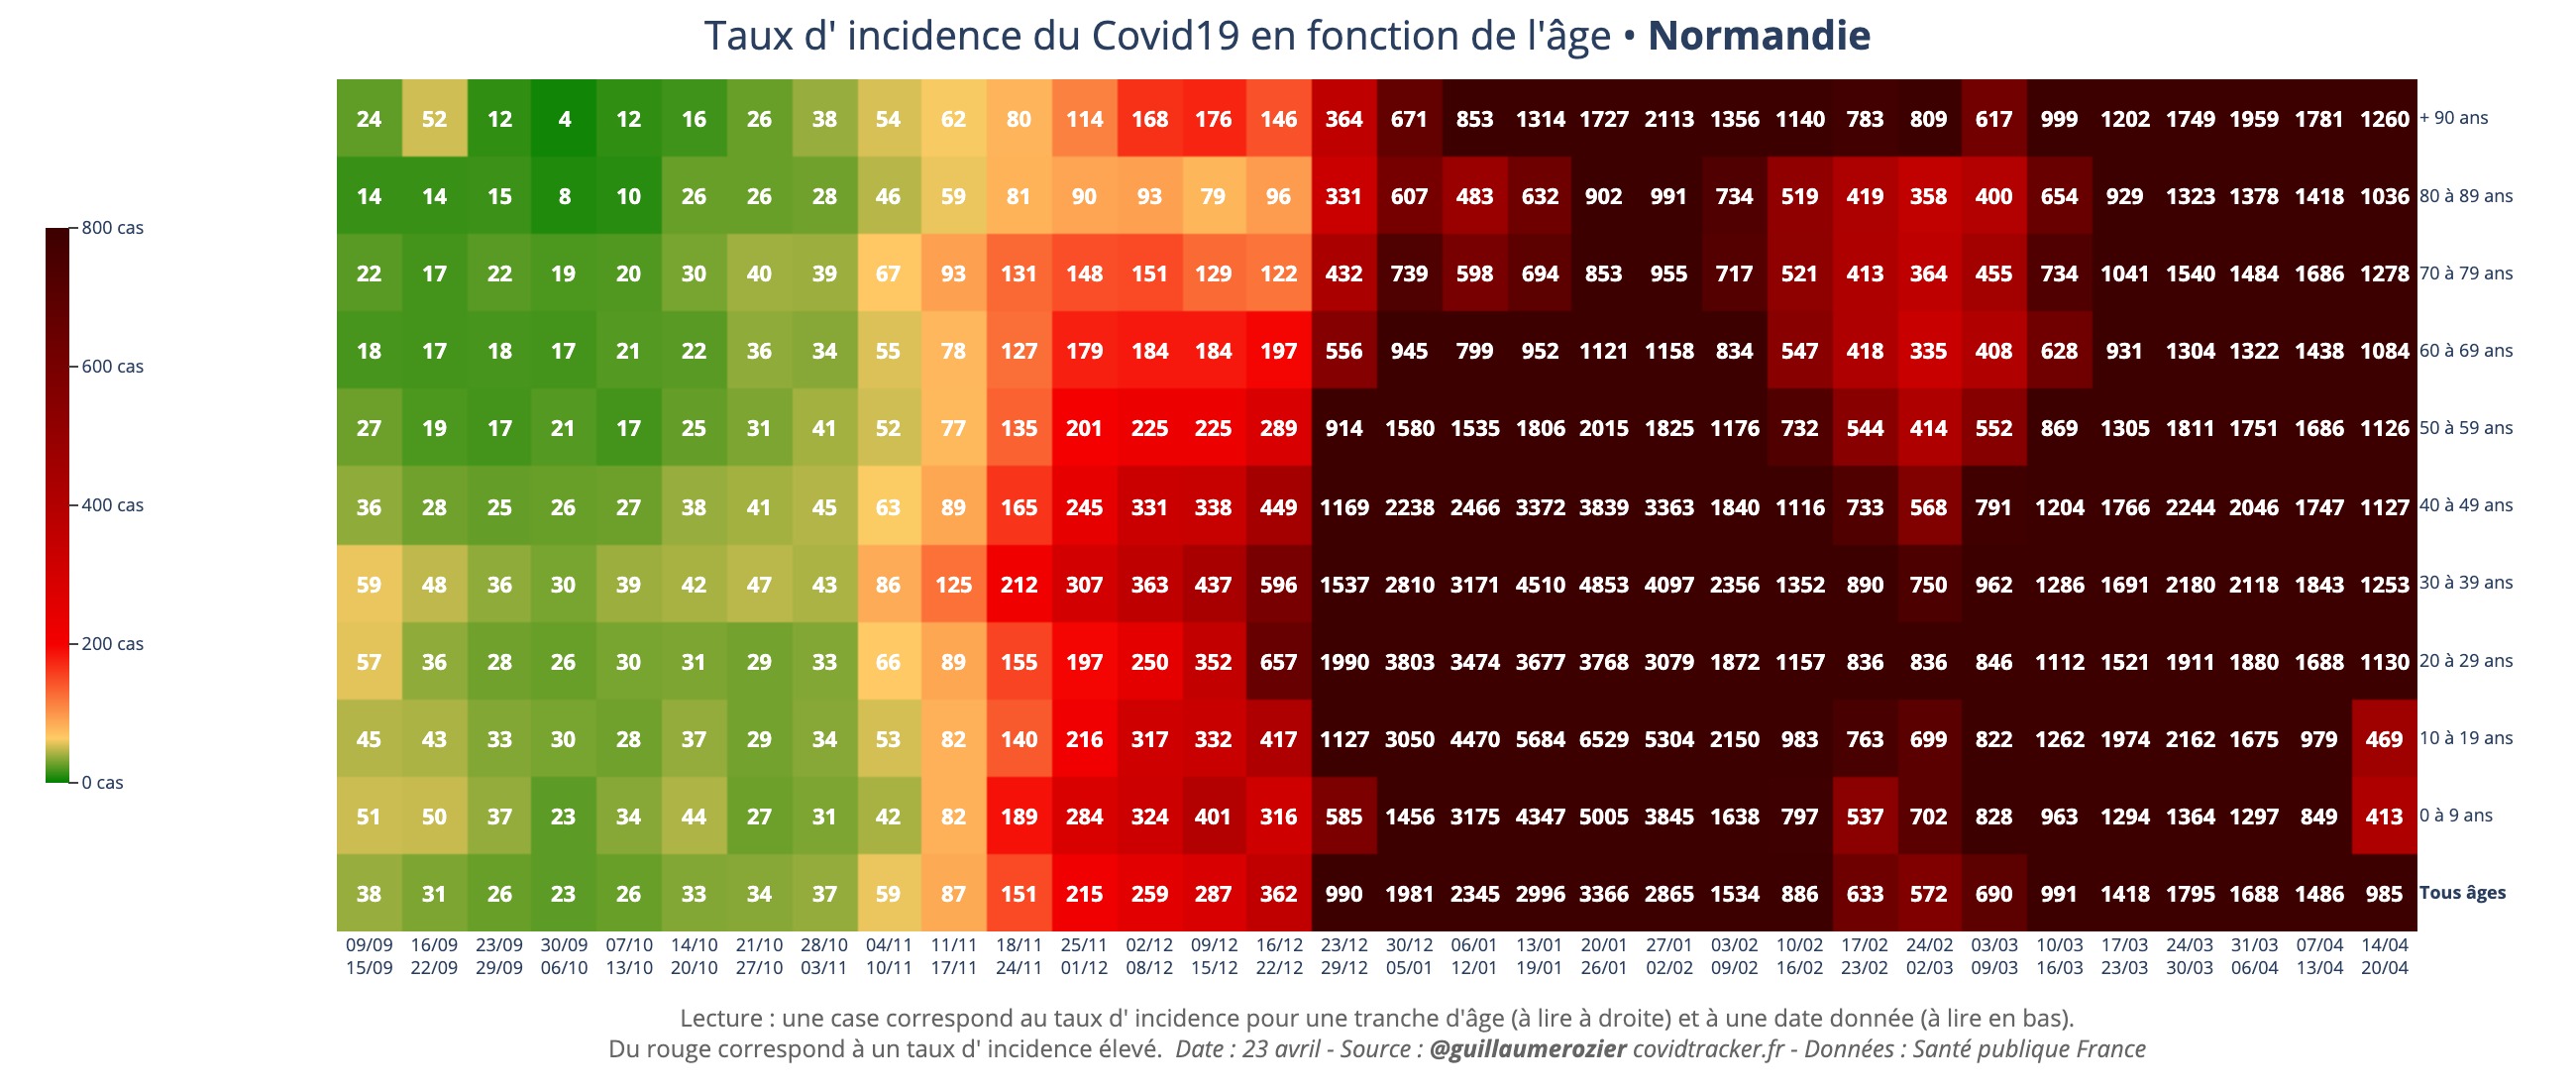 Taux d' incidence du Covid19 en fonction de l'âge • Normandie
24 52 12 4 12 16 26 38 54 62 80 114 168 176 146 364 671 853 1314 1727 2113 1356 1140 783 809 617 999 1202 1749 1959 1781 1260 + 90 ans
14 14 15 8 10 26 26 28 46 59 81 90 93 79 96 331 607 483 632 902 991 734 519 419 358 400 654 929 1323 1378 1418 1036 80 à 89 ans
800 cas
22 17 22 19 20 30 40 39 67 93 131 148 151 129 122 432 739 598 694 853 955 717 521 413 364 455 734 1041 1540 1484 1686 1278 70 à 79 ans
18 17 18 17 21 22 36 34 55 78 127 179 184 184 197 556 945 799 952 1121 1158 834 547 418 335 408 628 931 1304 1322 1438 1084 60 à 69 ans
600 cas
27 19 17 21 17 25 31 41 52 77 135 201 225 225 289 914 1580 1535 1806 2015 1825 1176 732 544 414 552 869 1305 1811 1751 1686 1126 50 à 59 ans
400 cas
36 28 25 26 27 38 41 45 63 89 165 245 331 338 449 1169 2238 2466 3372 3839 3363 1840 1116 733 568 791 1204 1766 2244 2046 1747 1127 40 à 49 ans
59 48 36 30 39 42 47 43 86 125 212 307 363 437 596 1537 2810 3171 4510 4853 4097 2356 1352 890 750 962 1286 1691 2180 2118 1843 1253 30 à 39 ans
200 cas
57 36 28 26 30 31 29 33 66 89 155 197 250 352 657 1990 3803 3474 3677 3768 3079 1872 1157 836 836 846 1112 1521 1911 1880 1688 1130 20 à 29 ans
45 43 33 30 28 37 29 34 53 82 140 216 317 332 417 1127 3050 4470 5684 6529 5304 2150 983 763 699 822 1262 1974 2162 1675 979 469 10 à 19 ans
0 cas
51 50 37 23 34 44 27 31 42 82 189 284 324 401 316 585 1456 3175 4347 5005 3845 1638 797 537 702 828 963 1294 1364 1297 849 413 0 à 9 ans
38 31 26 23 26 33 34 37 59 87 151 215 259 287 362 990 1981 2345 2996 3366 2865 1534 886 633 572 690 991 1418 1795 1688 1486 985 Tous âges
09/09 16/09 23/09 30/09 07/10 14/10 21/10 28/10 04/11 11/11 18/11 25/11 02/12 09/12 16/12 23/12 30/12 06/01 13/01 20/01 27/01 03/02 10/02 17/02 24/02 03/03 10/03 17/03 24/03 31/03 07/04 14/04
15/09 22/09 29/09 06/10 13/10 20/10 27/10 03/11 10/11 17/11 24/11 01/12 08/12 15/12 22/12 29/12 05/01 12/01 19/01 26/01 02/02 09/02 16/02 23/02 02/03 09/03 16/03 23/03 30/03 06/04 13/04 20/04
Lecture : une case correspond au taux d' incidence pour une tranche d'âge (à lire à droite) et à une date donnée (à lire en bas).
Du rouge correspond à un taux d' incidence élevé. Date : 23 avril - Source : @guillaumerozier covidtracker.fr - Données : Santé publique France